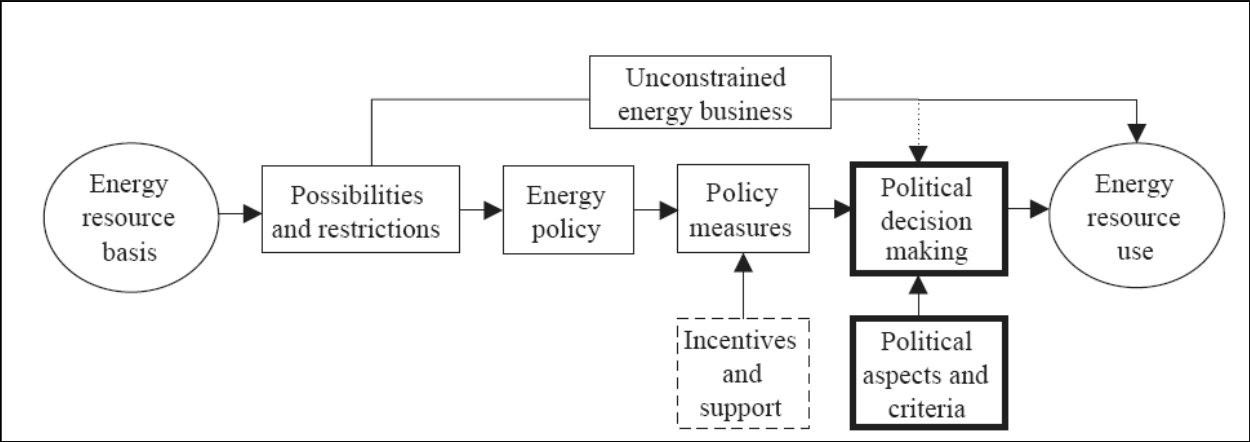 Unconstrained
energy business
Energy
resource
basis
Possibilities
and restrictions
Energy
policy
Policy
measures
Political
decision
making
Energy
resource
use
Incentives
and
support
Political
aspects and
criteria